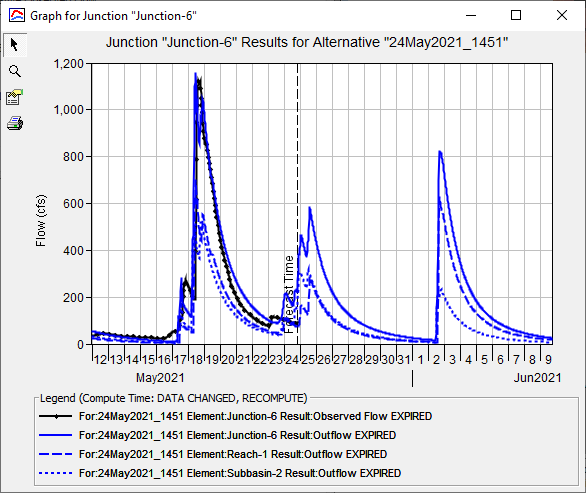 Graph for Junction "Junction-6"
Junction "Junction-6" Results for Alternative "24May2021_1451"
1,200
1,000
800
600
400
200
0
Flow (cfs)
Forecast Time
12 13 14 15 16 17 18 19 20 21 22 23 24 25 26 27 28 29 30 31 1 2 3 4 5 6 7 8 9
May2021 Jun2021
Legend (Compute Time: DATA CHANGED, RECOMPUTE)
For:24May2021_1451 Element:Junction-6 Result:Observed Flow EXPIRED
For:24May2021_1451 Element:Junction-6 Result:Outflow EXPIRED
For:24May2021_1451 Element:Reach-1 Result:Outflow EXPIRED
For:24May2021_1451 Element:Subbasin-2 Result:Outflow EXPIRED